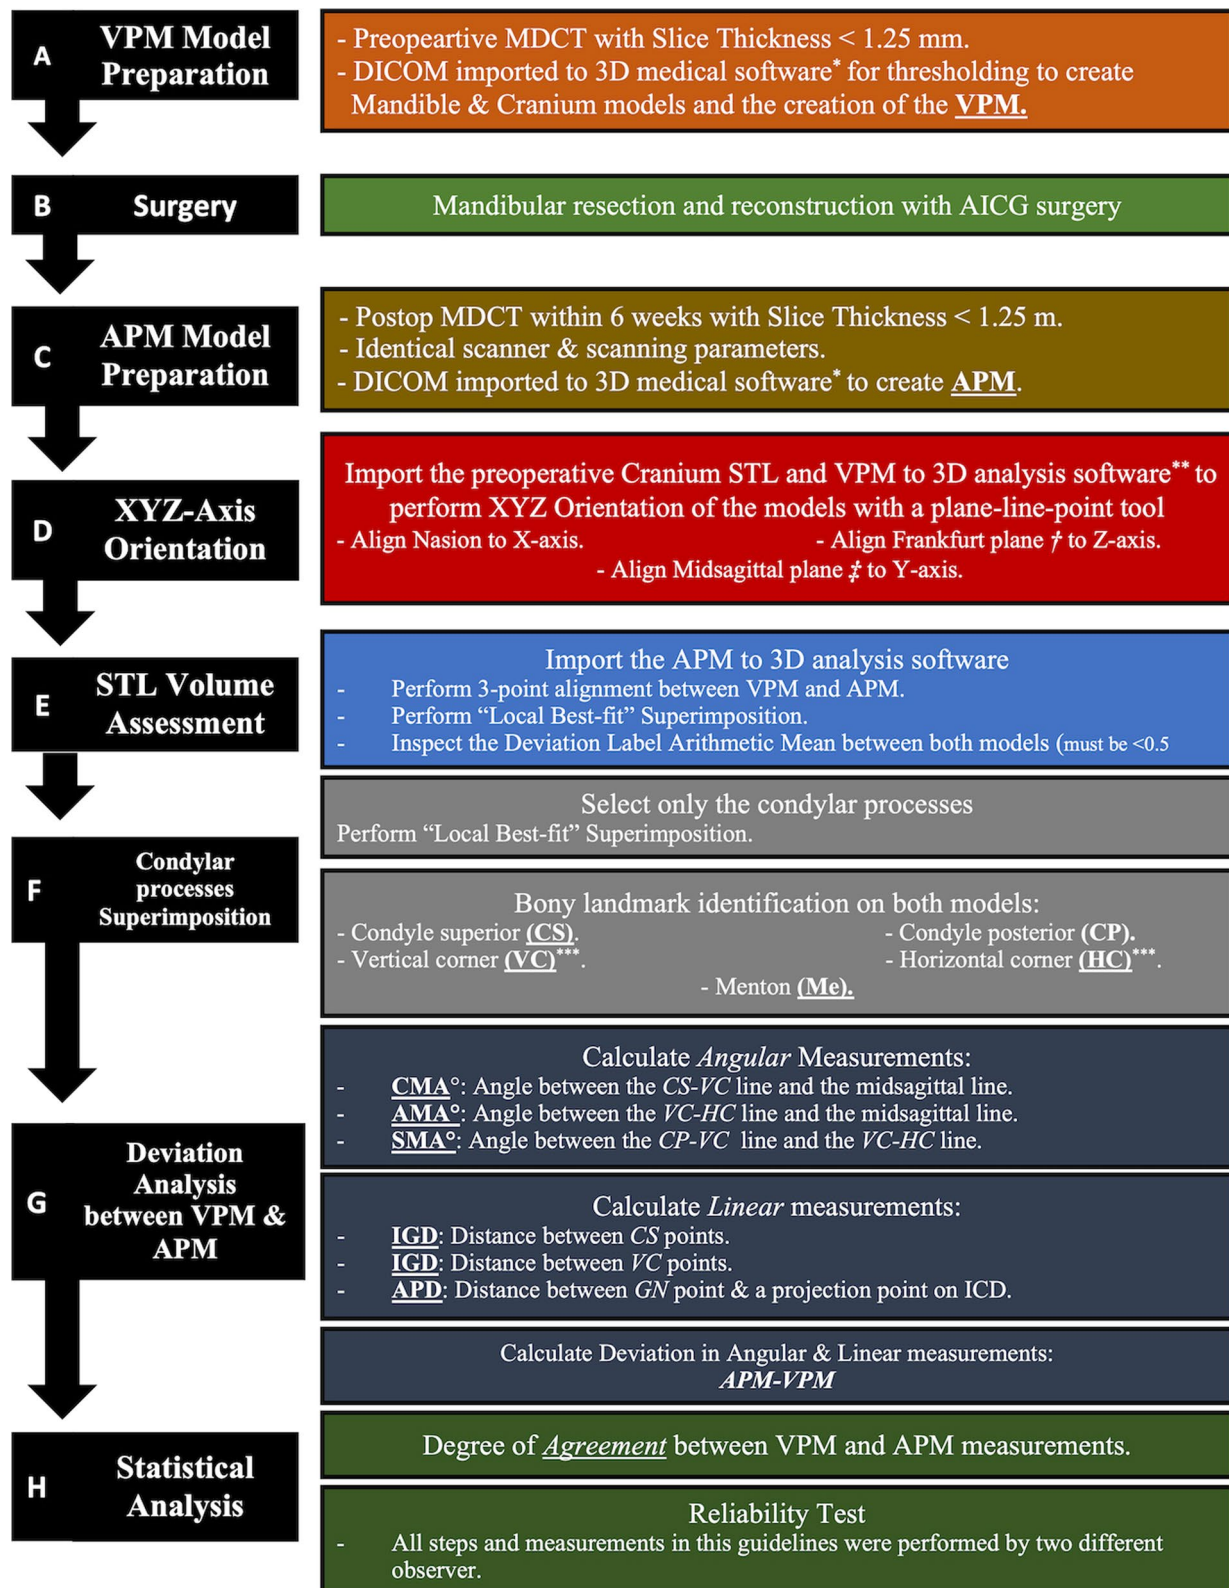 A
VPM Model
Preparation
- Preopeartive MDCT with Slice Thickness < 1.25 mm.
- DICOM imported to 3D medical software* for thresholding to create
Mandible & Cranium models and the creation of the VPM.
B
Surgery
Mandibular resection and reconstruction with AICG surgery
C
APM Model
Preparation
- Postop MDCT within 6 weeks with Slice Thickness < 1.25 m.
- Identical scanner & scanning parameters.
- DICOM imported to 3D medical software* to create APM.
D
XYZ-Axis
Orientation
Import the preoperative Cranium STL and VPM to 3D analysis software** to
perform XYZ Orientation of the models with a plane-line-point tool
- Align Nasion to X-axis. - Align Frankfurt plane † to Z-axis.
- Align Midsagittal plane ‡ to Y-axis.
E
STL Volume
Assessment
Import the APM to 3D analysis software
- Perform 3-point alignment between VPM and APM.
- Perform “Local Best-fit” Superimposition.
- Inspect the Deviation Label Arithmetic Mean between both models (must be <0.5
F
Condylar
processes
Superimposition
Select only the condylar processes
Perform “Local Best-fit” Superimposition.
Bony landmark identification on both models:
- Condyle superior (CS). - Condyle posterior (CP).
- Vertical corner (VC)***. - Horizontal corner (HC)***.
- Menton (Me).
G
Deviation
Analysis
between VPM &
APM
Calculate Angular Measurements:
- CMA°: Angle between the CS-VC line and the midsagittal line.
- AMA°: Angle between the VC-HC line and the midsagittal line.
- SMA°: Angle between the CP-VC line and the VC-HC line.
Calculate Linear measurements:
- IGD: Distance between CS points.
- IGD: Distance between VC points.
- APD: Distance between GN point & a projection point on ICD.
Calculate Deviation in Angular & Linear measurements:
APM-VPM
H
Statistical
Analysis
Degree of Agreement between VPM and APM measurements.
Reliability Test
- All steps and measurements in this guidelines were performed by two different
observer.